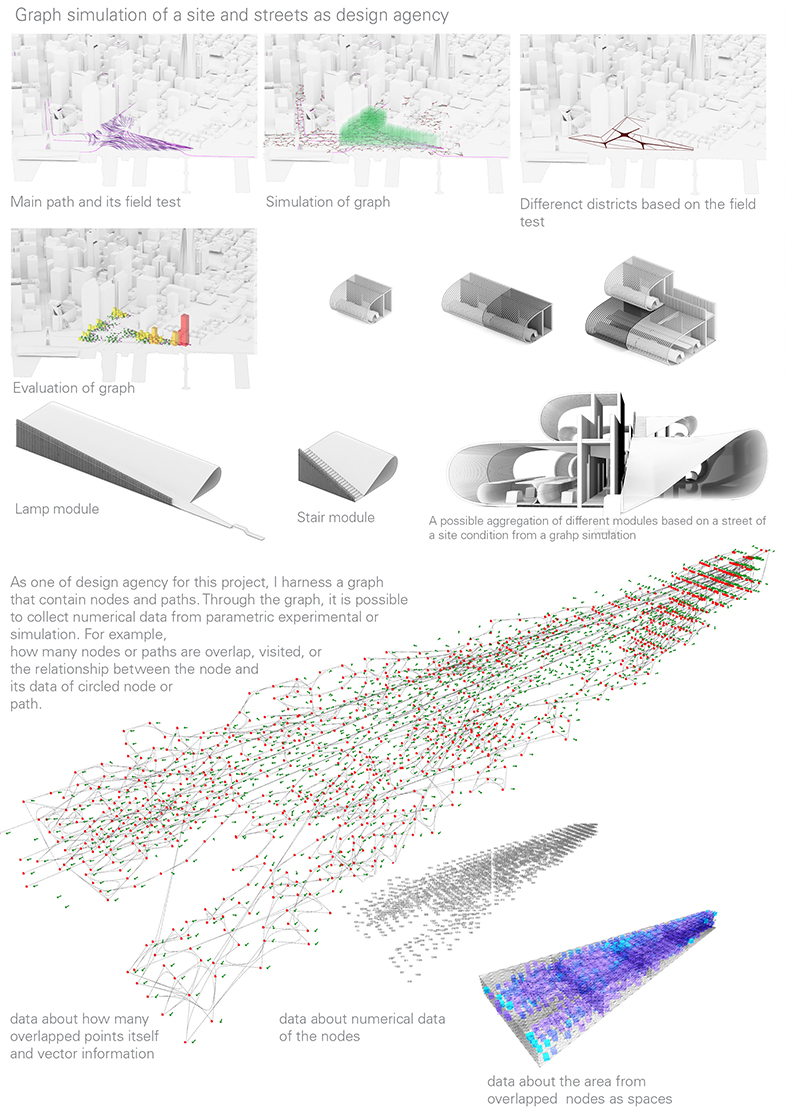 Graph simulation of a site and streets as design agency
Main path and its field test
Simulation of graph
Differenct districts based on the field
test
Evaluation of graph
Lamp module
Stair module
A possible aggregation of different modules based on a street of
a site condition from a grahp simulation
As one of design agency for this project, I harness a graph
that contain nodes and paths. Through the graph, it is possible
to collect numerical data from parametric experimental or
simulation. For example,
how many nodes or paths are overlap, visited, or
the relationship between the node and
its data of circled node or
path.
data about how many
overlapped points itself
and vector information
data about numerical data
of the nodes
data about the area from
overlapped nodes as spaces